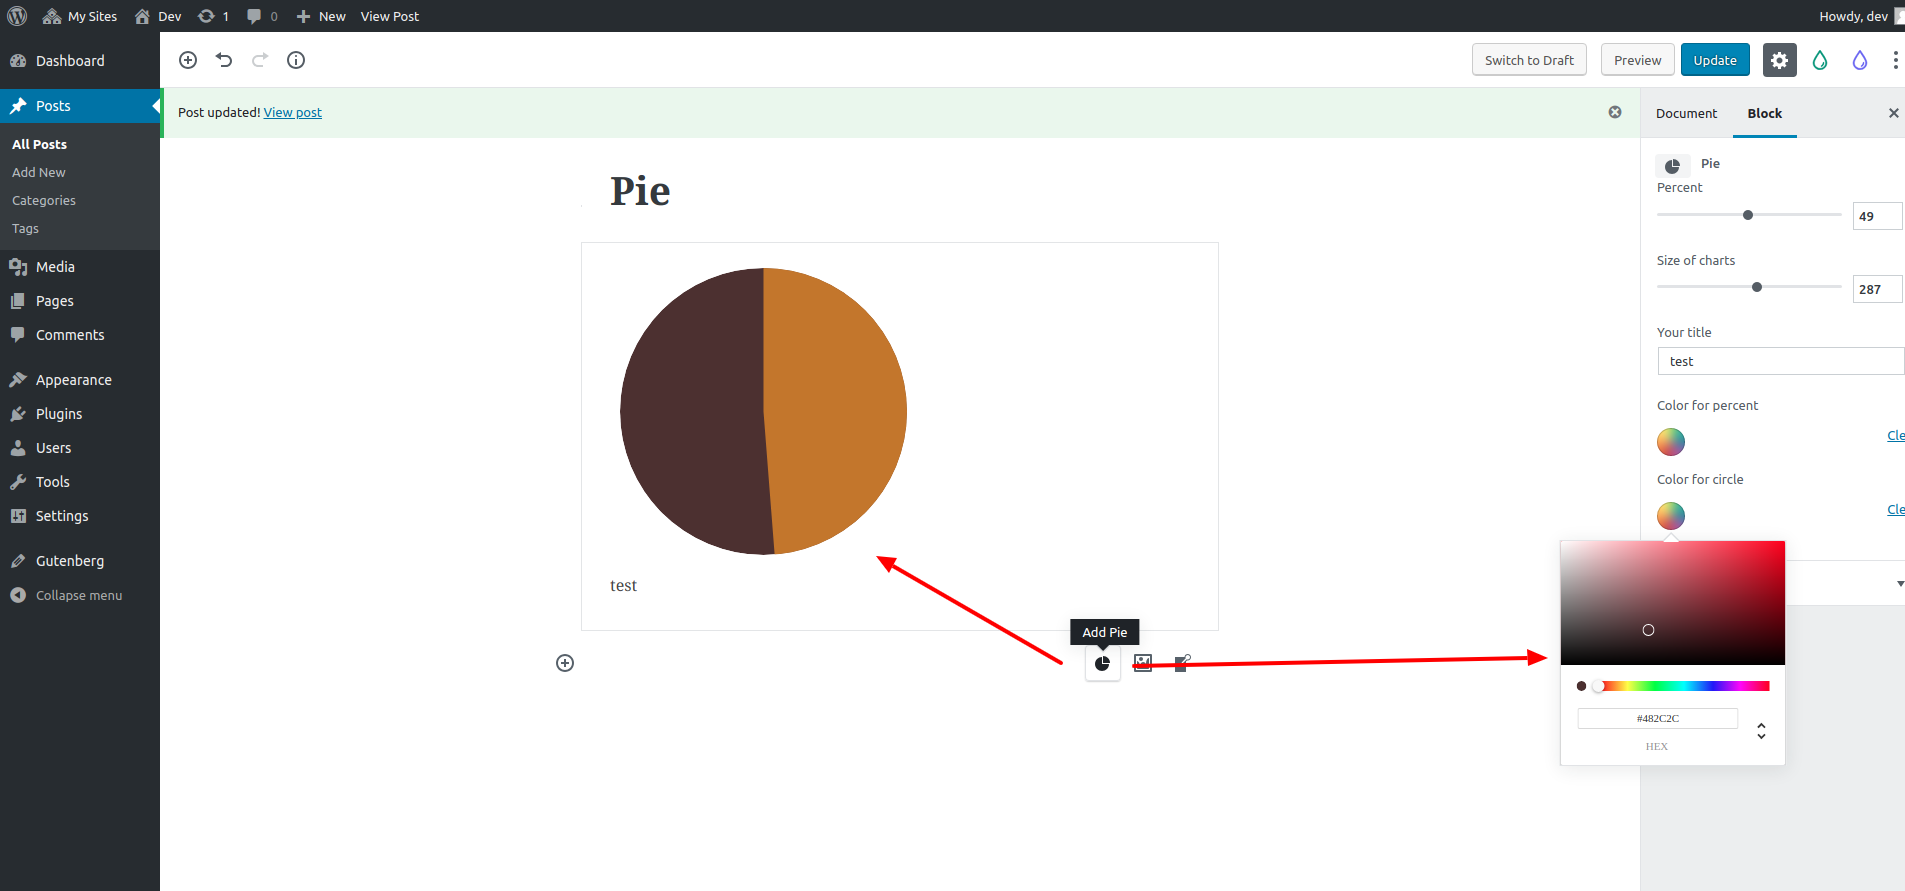 My Sites Dev 1 0 New View Post Howdy, dev
Dashboard
Posts
All Posts
Add New
Categories
Tags
Media
Pages
Comments
Appearance
Plugins
Users
Tools
Settings
Gutenberg
Collapse menu
Switch to Draft Preview Update
Post updated! View post
Pie
test
Add Pie
Document Block
Pie
Percent
49
Size of charts
287
Your title
test
Color for percent
Cle
Color for circle
Cle
#482C2C
HEX